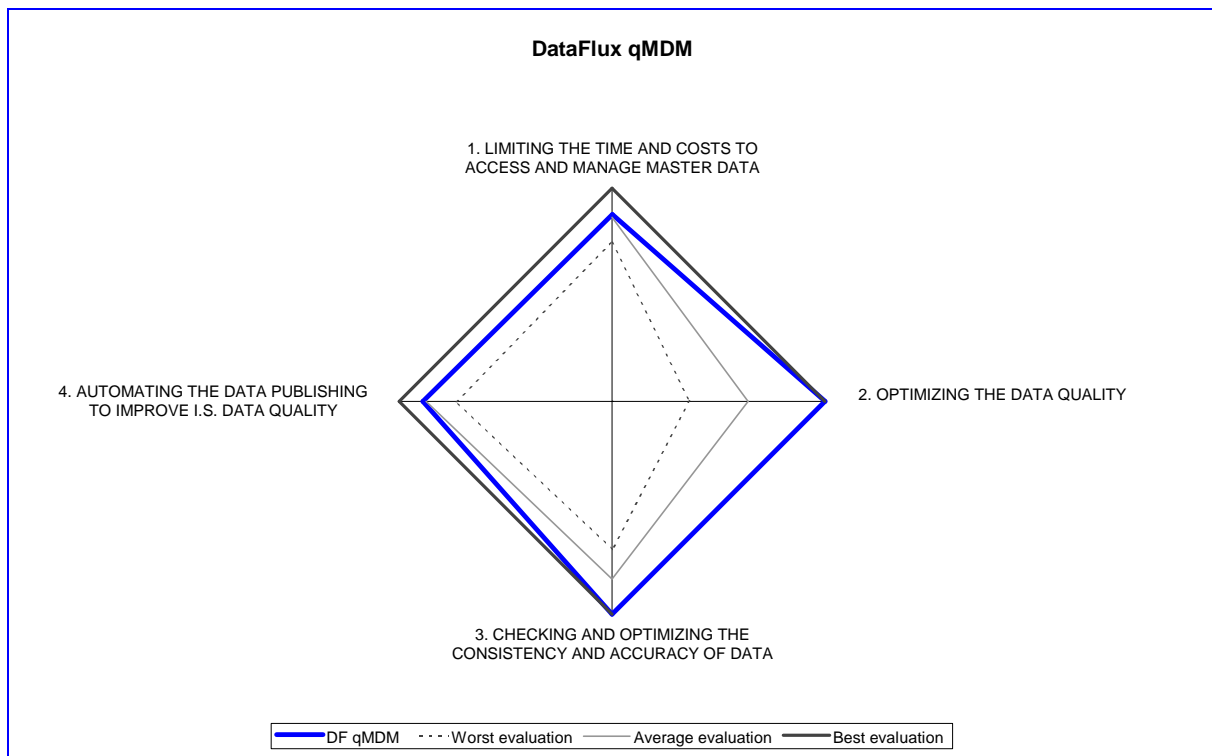 DataFlux qMDM
1. LIMITING THE TIME AND COSTS TO
ACCESS AND MANAGE MASTER DATA
4. AUTOMATING THE DATA PUBLISHING
TO IMPROVE I.S. DATA QUALITY
2. OPTIMIZING THE DATA QUALITY
3. CHECKING AND OPTIMIZING THE
CONSISTENCY AND ACCURACY OF DATA
DF qMDM Worst evaluation Average evaluation Best evaluation